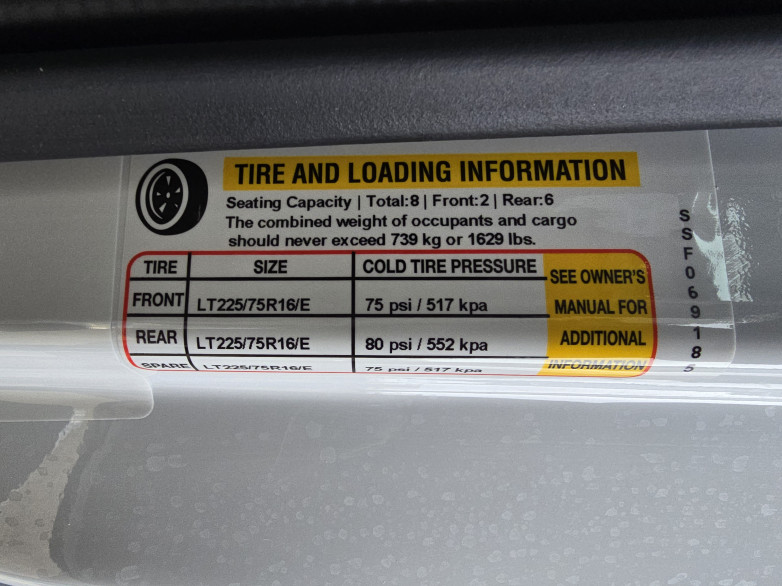 TIRE AND LOADING INFORMATION
Seating Capacity | Total:8 | Front:2 | Rear:6
The combined weight of occupants and cargo
should never exceed 739 kg or 1629 lbs.
TIRE SIZE COLD TIRE PRESSURE SEE OWNER'S
FRONT LT225/75R16/E 75 psi / 517 kpa MANUAL FOR
REAR LT225/75R16/E 80 psi / 552 kpa ADDITIONAL
SPARE LT225/75R16/E 75 psi / 517 kpa INFORMATION
SSF069185